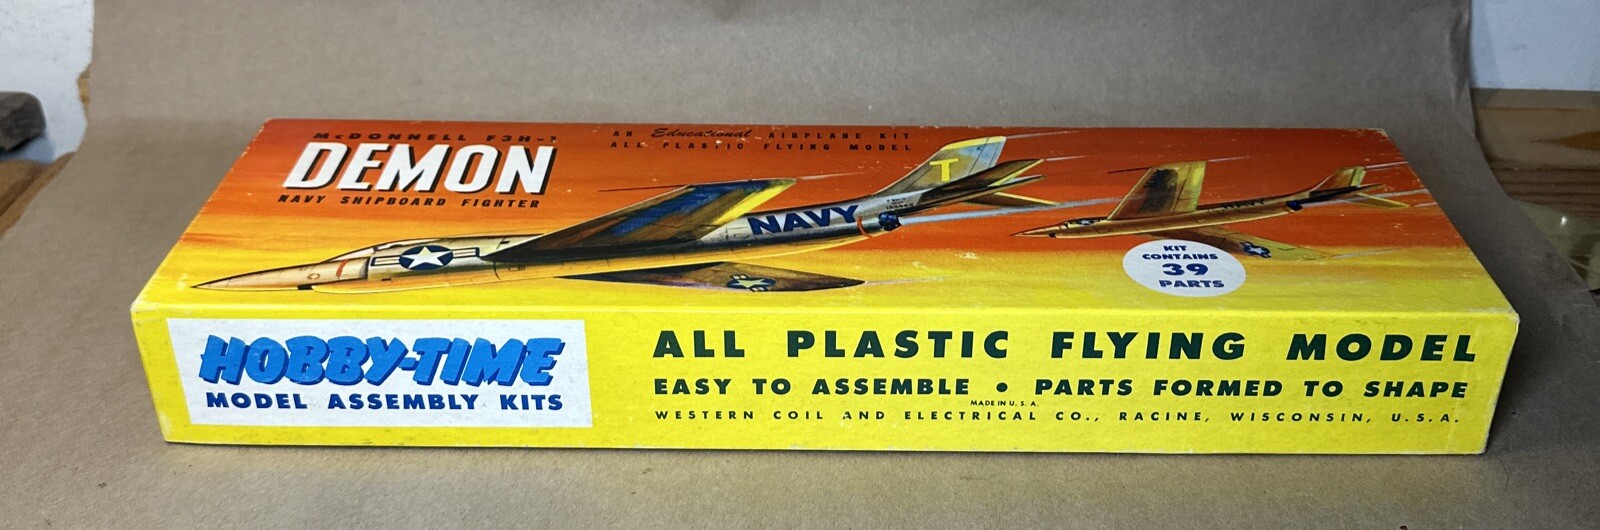 McDONNELL F3H-1
DEMON
NAVY SHIPBOARD FIGHTER
AN Educational AIRPLANE KIT
ALL PLASTIC FLYING MODEL
T
NAVY
NAVY
KIT
CONTAINS
39
PARTS
HOBBY-TIME
MODEL ASSEMBLY KITS
ALL PLASTIC FLYING MODEL
EASY TO ASSEMBLE • PARTS FORMED TO SHAPE
MADE IN U.S.A.
WESTERN COIL AND ELECTRICAL CO., RACINE, WISCONSIN, U.S.A.